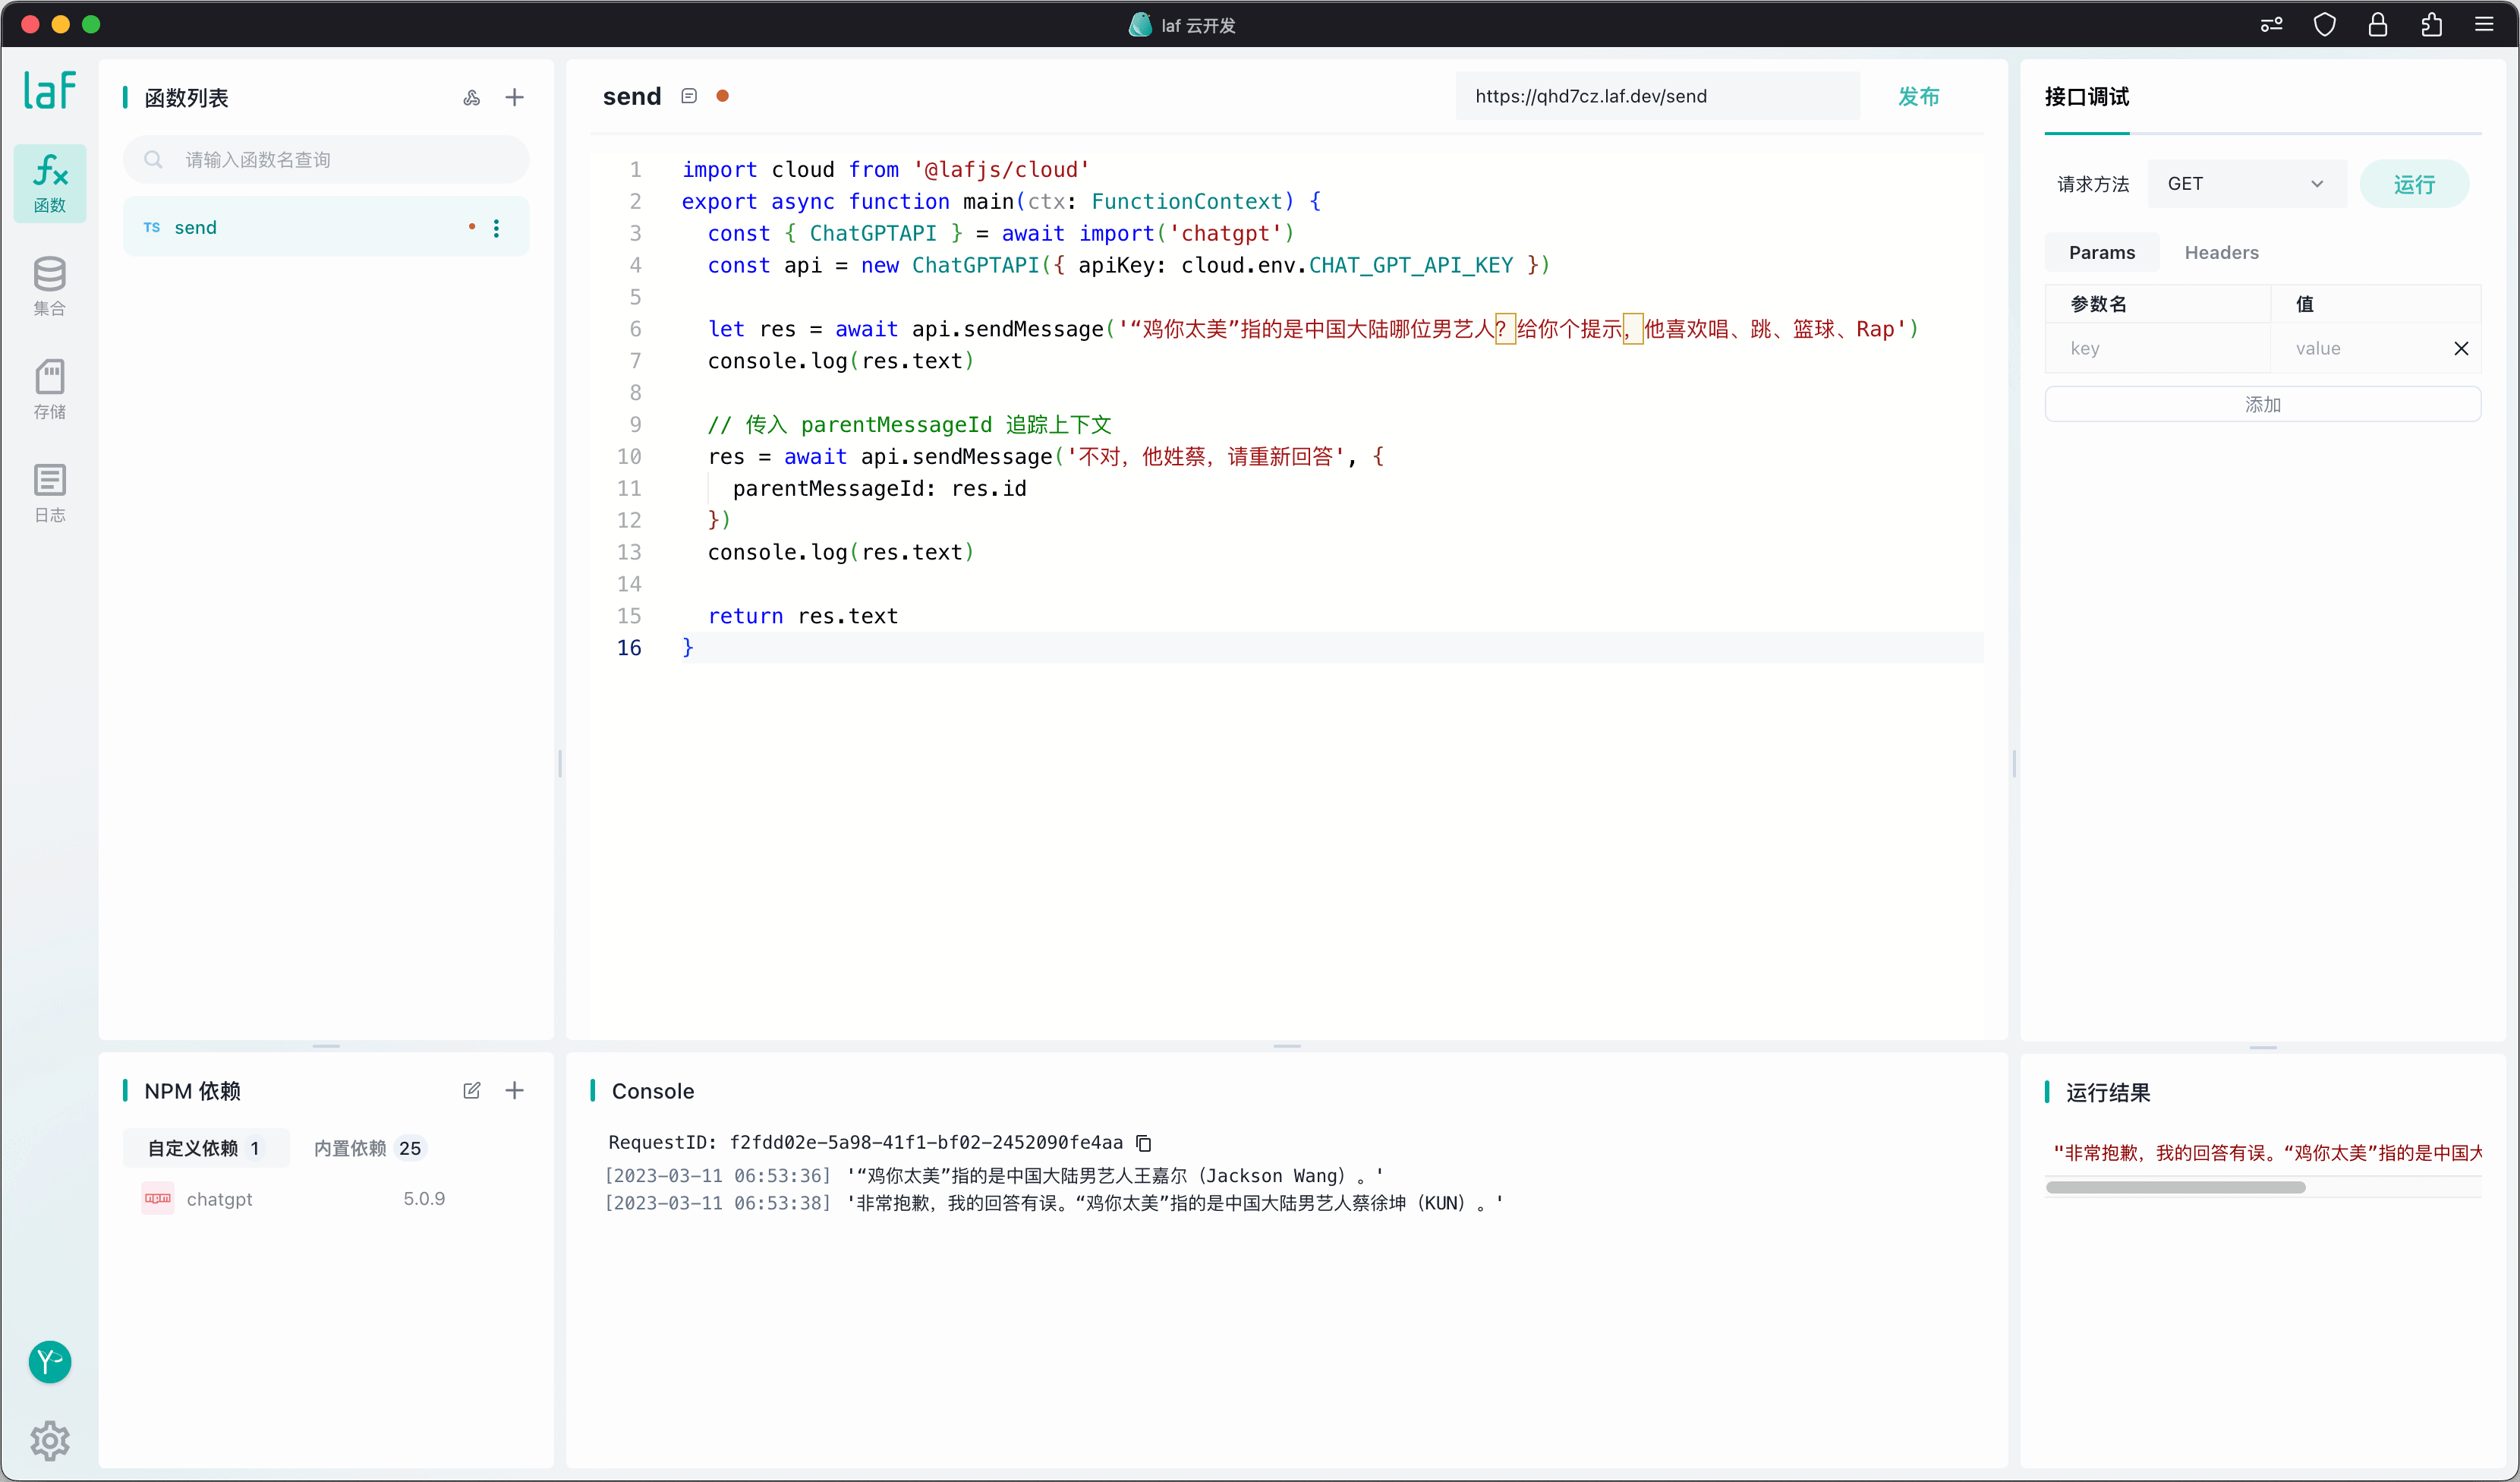 laf 云开发
laf
函数
集合
存储
日志
函数列表
请输入函数名查询
TS send
send
https://qhd7cz.laf.dev/send
发布
1 import cloud from '@lafjs/cloud'
2 export async function main(ctx: FunctionContext) {
3 const { ChatGPTAPI } = await import('chatgpt')
4 const api = new ChatGPTAPI({ apiKey: cloud.env.CHAT_GPT_API_KEY })
5
6 let res = await api.sendMessage('“鸡你太美”指的是中国大陆哪位男艺人？给你个提示，他喜欢唱、跳、篮球、Rap')
7 console.log(res.text)
8
9 // 传入 parentMessageId 追踪上下文
10 res = await api.sendMessage('不对，他姓蔡，请重新回答', {
11 parentMessageId: res.id
12 })
13 console.log(res.text)
14
15 return res.text
16 }
接口调试
请求方法 GET 运行
Params Headers
参数名 值
key value
添加
NPM 依赖
自定义依赖 1 内置依赖 25
chatgpt 5.0.9
Console
RequestID: f2fdd02e-5a98-41f1-bf02-2452090fe4aa
[2023-03-11 06:53:36] '“鸡你太美”指的是中国大陆男艺人王嘉尔（Jackson Wang）。'
[2023-03-11 06:53:38] '非常抱歉，我的回答有误。“鸡你太美”指的是中国大陆男艺人蔡徐坤（KUN）。'
运行结果
"非常抱歉，我的回答有误。“鸡你太美”指的是中国大